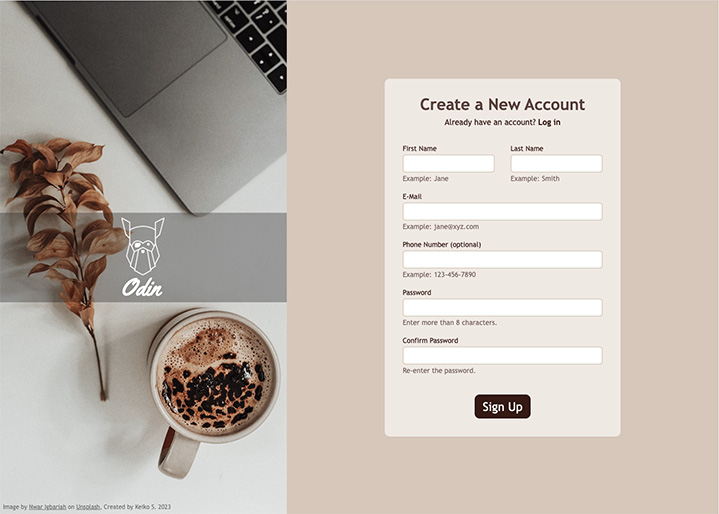 Odin
Image by Nwar Igbariah on Unsplash. Created by Keiko S. 2023
Create a New Account
Already have an account? Log in
First Name
Last Name
Example: Jane
Example: Smith
E-Mail
Example: jane@xyz.com
Phone Number (optional)
Example: 123-456-7890
Password
Enter more than 8 characters.
Confirm Password
Re-enter the password.
Sign Up